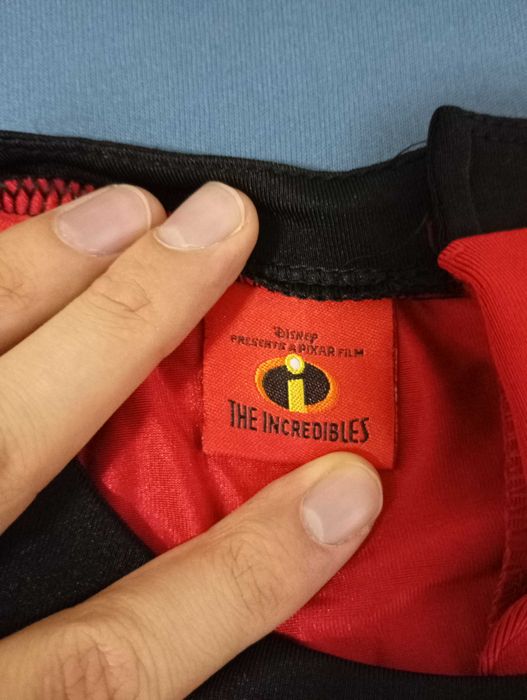 DISNEY
PRESENTS A PIXAR FILM
i
THE INCREDIBLES